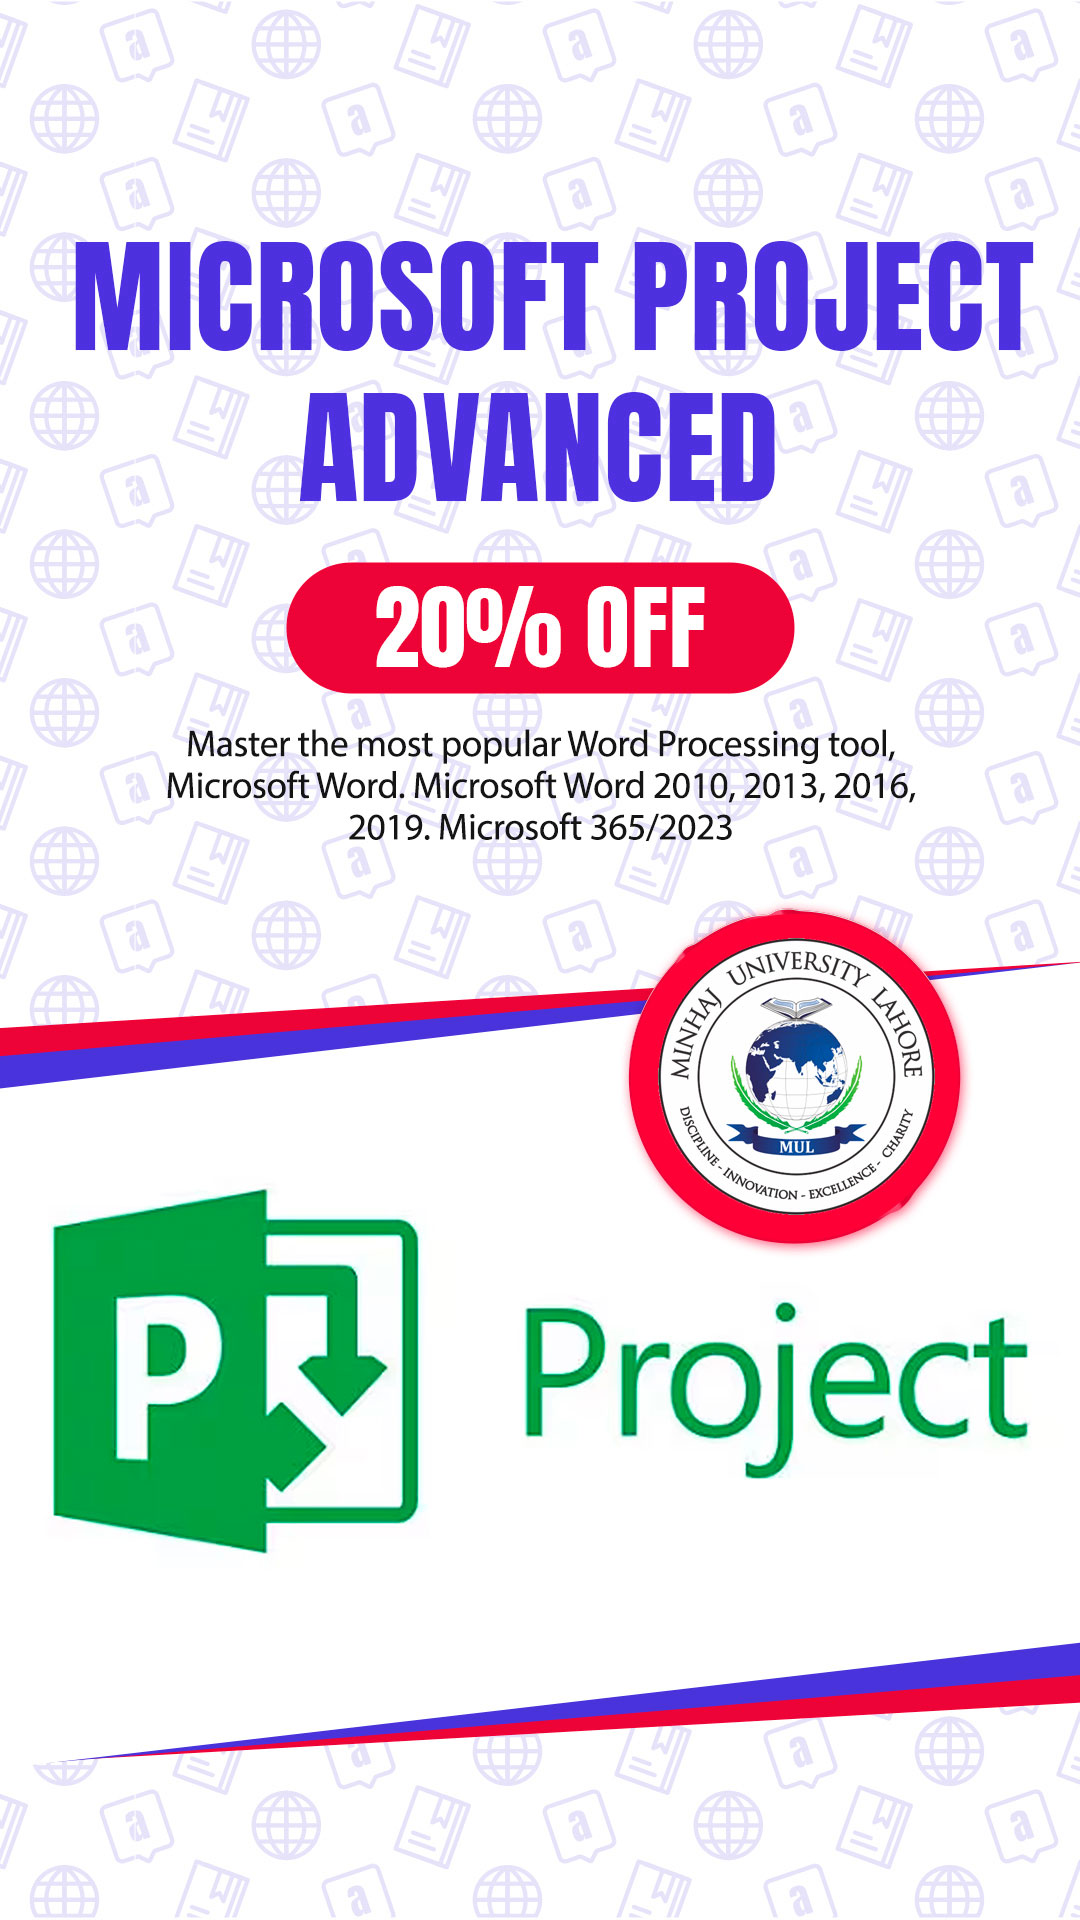 MICROSOFT PROJECT
ADVANCED
20% OFF
Master the most popular Word Processing tool,
Microsoft Word. Microsoft Word 2010, 2013, 2016,
2019. Microsoft 365/2023
MINHAJ UNIVERSITY LAHORE
MUL
DISCIPLINE - INNOVATION - EXCELLENCE - CHARITY
P
Project